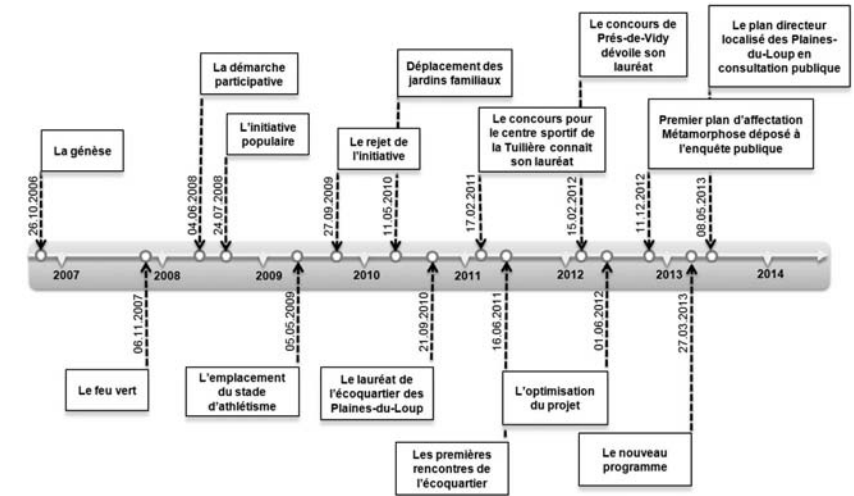 Le concours de
Prés-de-Vidy
dévoile son
lauréat
Le plan directeur
localisé des Plaines-
du-Loup en
consultation publique
La démarche
participative
Déplacement des
jardins familiaux
L'initiative
populaire
Le concours pour
le centre sportif de
la Tuilière connaît
son lauréat
Premier plan d'affectation
Métamorphose déposé à
l'enquête publique
La génèse
Le rejet de
l'initiative
26.10.2006
04.06.2008
24.07.2008
27.09.2009
11.05.2010
17.02.2011
15.02.2012
11.12.2012
08.05.2013
2007
2008
2009
2010
2011
2012
2013
2014
06.11.2007
05.05.2009
21.09.2010
16.06.2011
01.06.2012
27.03.2013
Le feu vert
L'emplacement
du stade
d'athlétisme
Le lauréat de
l'écoquartier des
Plaines-du-Loup
L'optimisation
du projet
Les premières
rencontres de
l'écoquartier
Le nouveau
programme